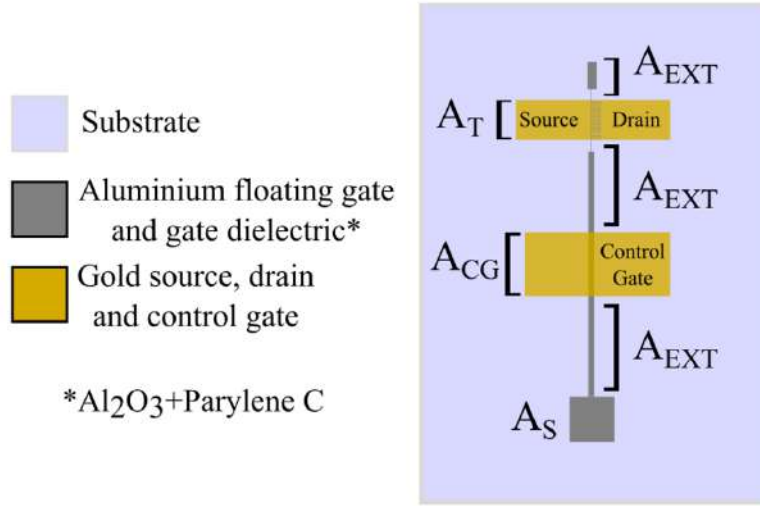 Substrate
Aluminium floating gate
and gate dielectric*
Gold source, drain
and control gate
*Al2O3+Parylene C
AEXT
AT
Source
Drain
AEXT
ACG
Control
Gate
AEXT
AS